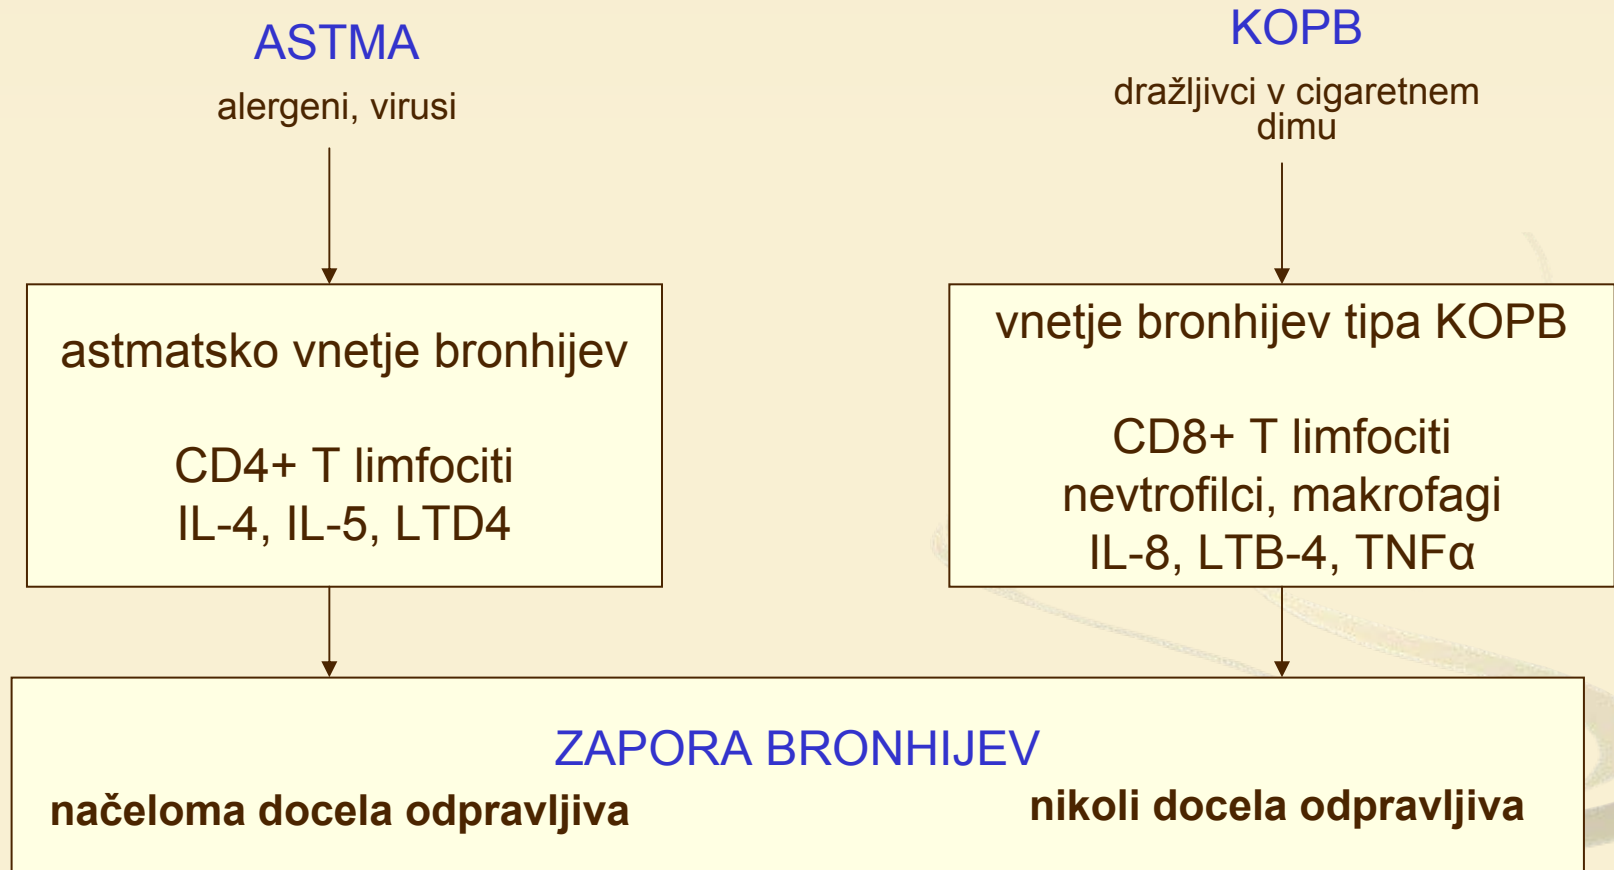 ASTMA
alergeni, virusi
astmatsko vnetje bronhijev
CD4+ T limfociti
IL-4, IL-5, LTD4
KOPB
dražljivci v cigaretnem
dimu
vnetje bronhijev tipa KOPB
CD8+ T limfociti
nevtrofilci, makrofagi
IL-8, LTB-4, TNFα
ZAPORA BRONHIJEV
načeloma docela odpravljiva
nikoli docela odpravljiva